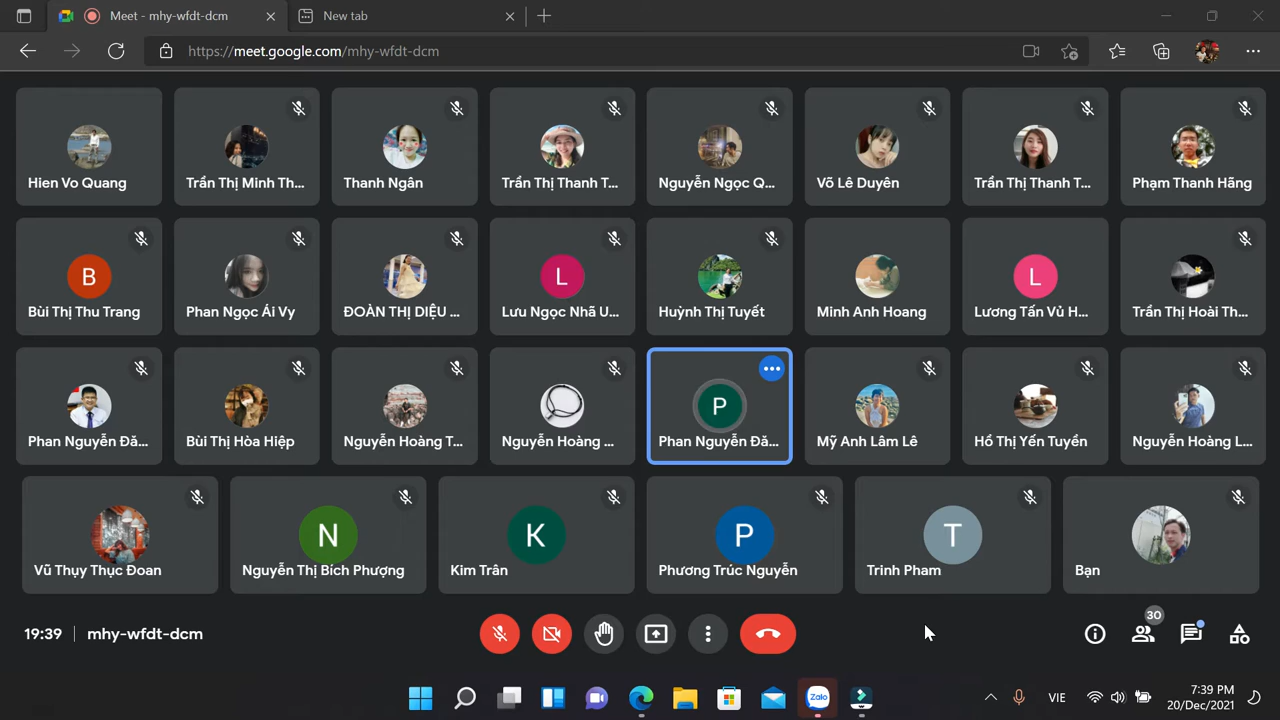 Meet - mhy-wfdt-dcm
New tab
https://meet.google.com/mhy-wfdt-dcm
Hien Vo Quang
Trần Thị Minh Th...
Thanh Ngân
Trần Thị Thanh T...
Nguyễn Ngọc Q...
Võ Lê Duyên
Trần Thị Thanh T...
Phạm Thanh Hãng
B
L
L
Bùi Thị Thu Trang
Phan Ngọc Ái Vy
ĐOÀN THỊ DIỆU ...
Lưu Ngọc Nhã U...
Huỳnh Thị Tuyết
Minh Anh Hoang
Lương Tấn Vủ H...
Trần Thị Hoài Th...
P
Phan Nguyễn Đă...
Bùi Thị Hòa Hiệp
Nguyễn Hoàng T...
Nguyễn Hoàng ...
Phan Nguyễn Đă...
Mỹ Anh Lâm Lê
Hồ Thị Yến Tuyền
Nguyễn Hoàng L...
N
K
P
T
Vũ Thụy Thục Đoan
Nguyễn Thị Bích Phượng
Kim Trân
Phương Trúc Nguyễn
Trinh Pham
Bạn
19:39 | mhy-wfdt-dcm
30
Zalo
VIE
7:39 PM
20/Dec/2021